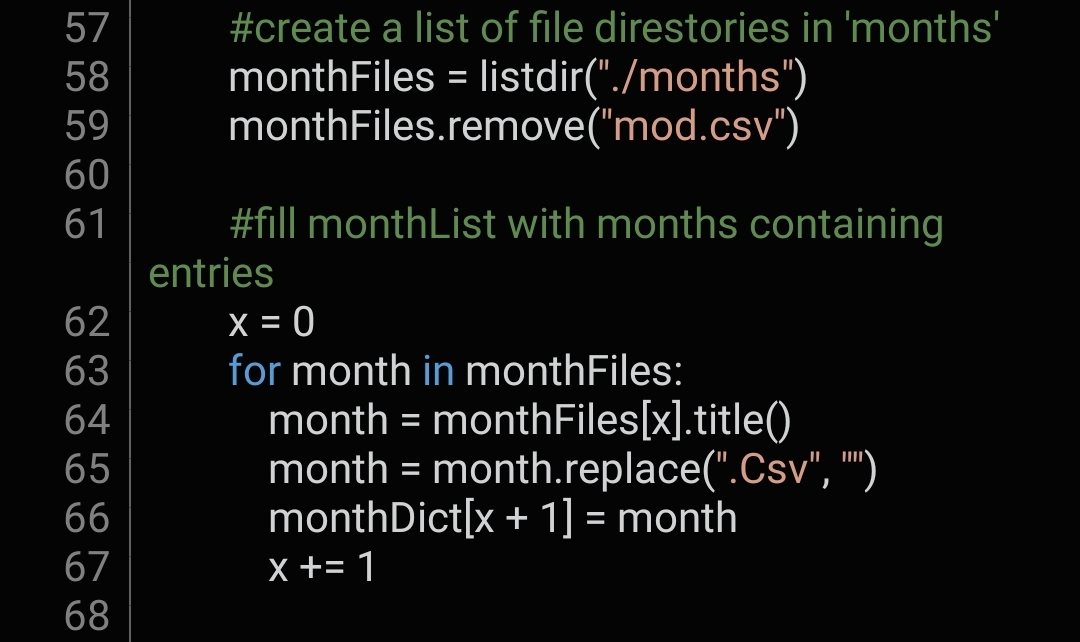 57 #create a list of file direstories in 'months'
58 monthFiles = listdir("./months")
59 monthFiles.remove("mod.csv")
60
61 #fill monthList with months containing
entries
62 x = 0
63 for month in monthFiles:
64 month = monthFiles[x].title()
65 month = month.replace(".Csv", "")
66 monthDict[x + 1] = month
67 x += 1
68